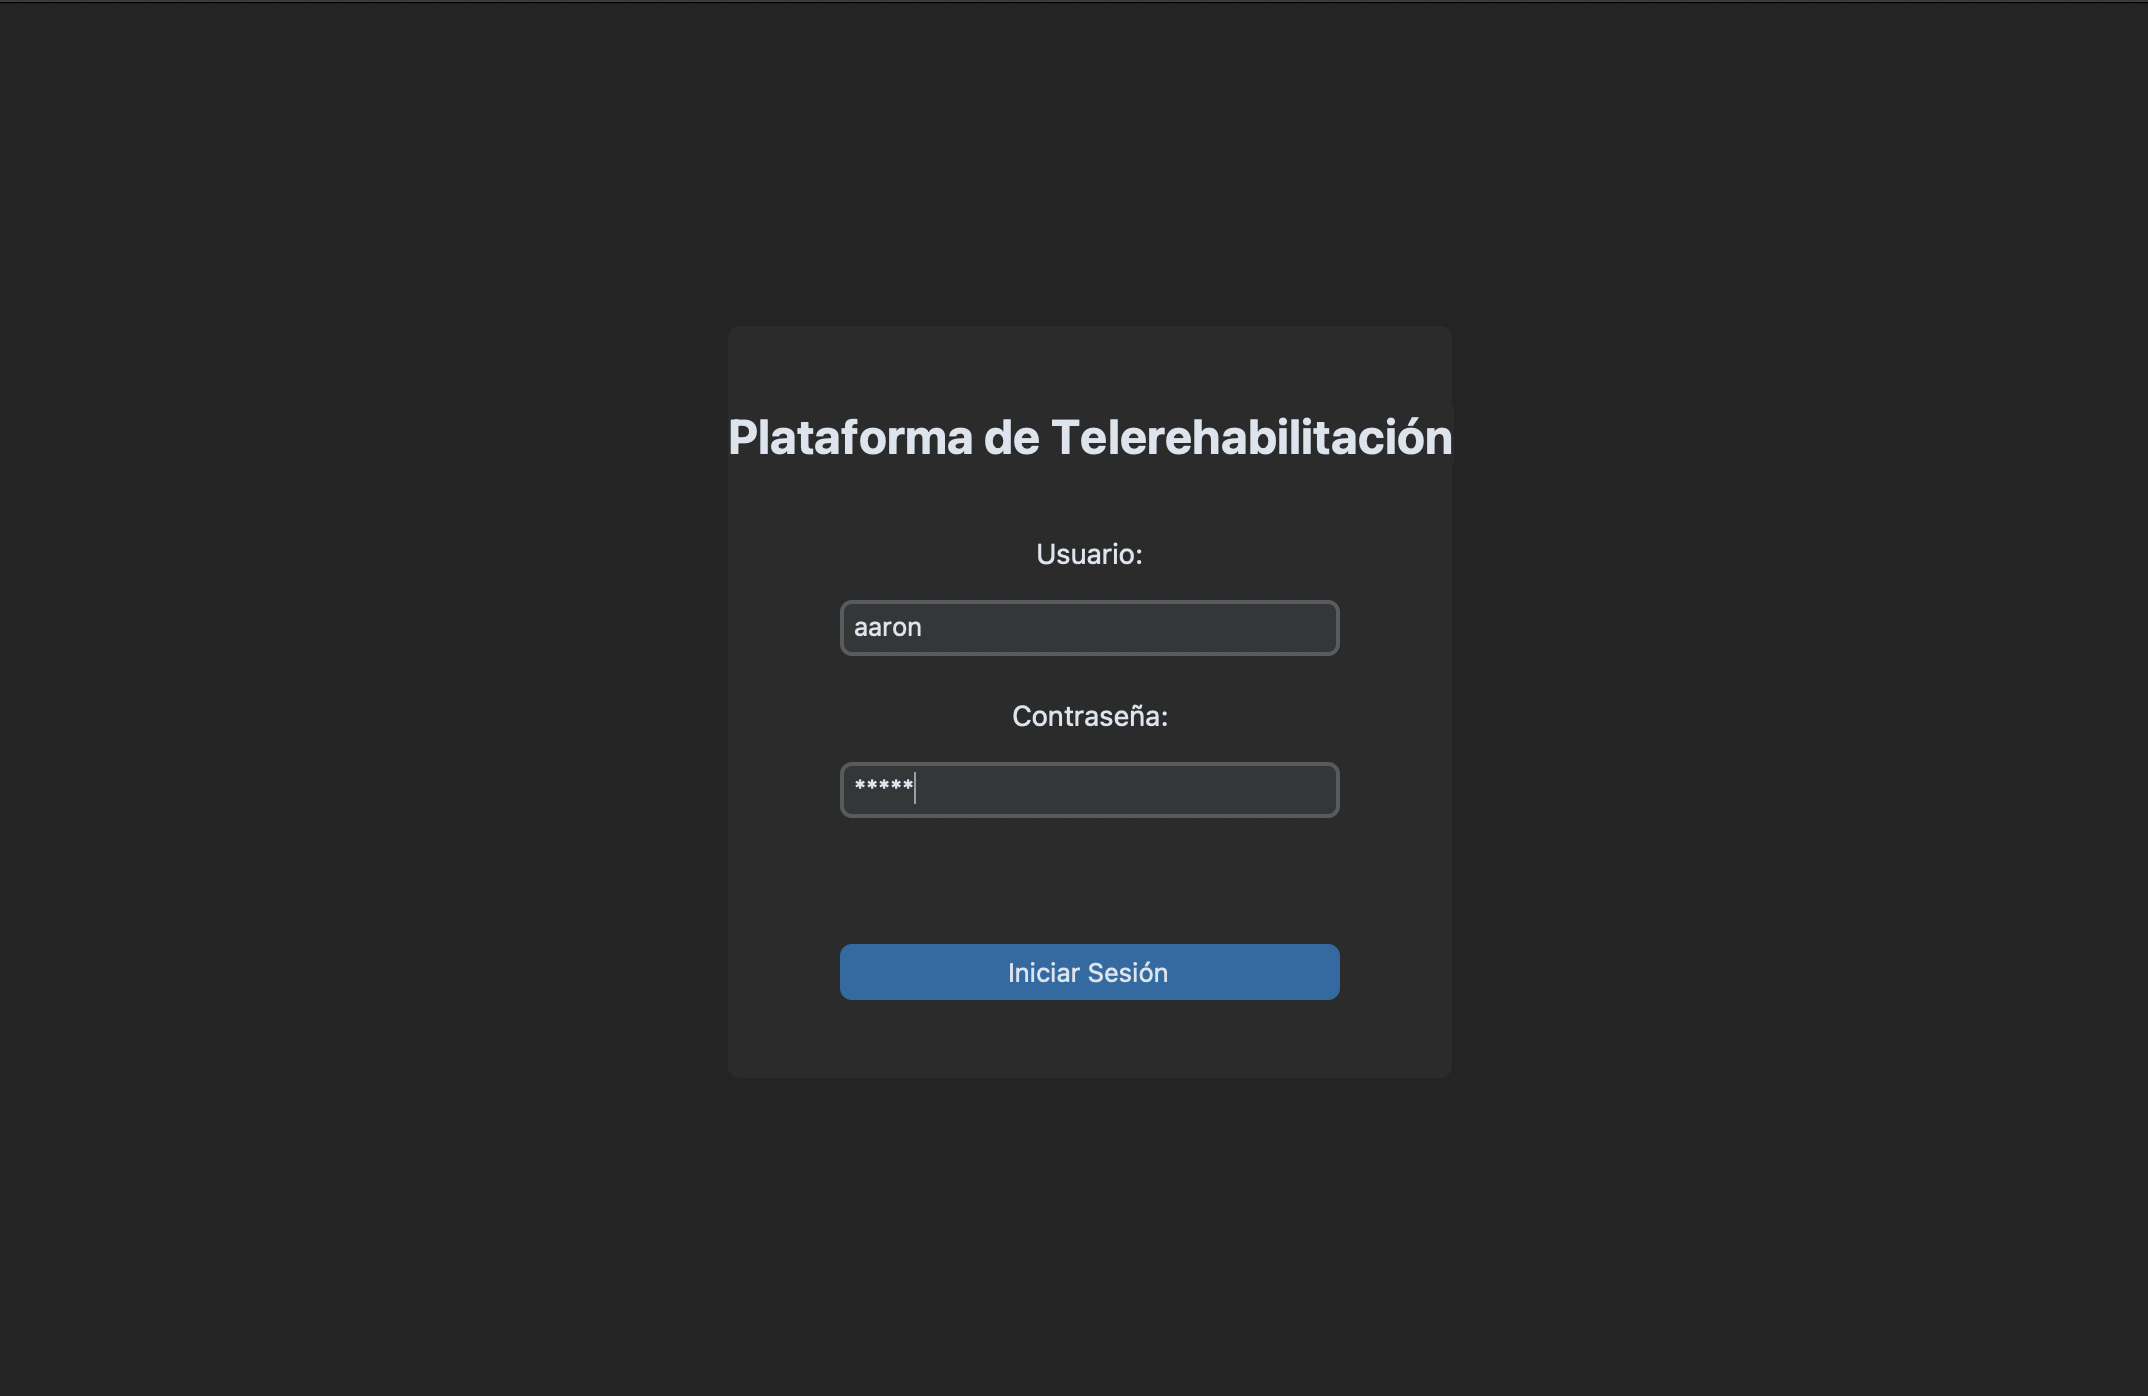 Plataforma de Telerehabilitación
Usuario:
aaron
Contraseña:
*****
Iniciar Sesión